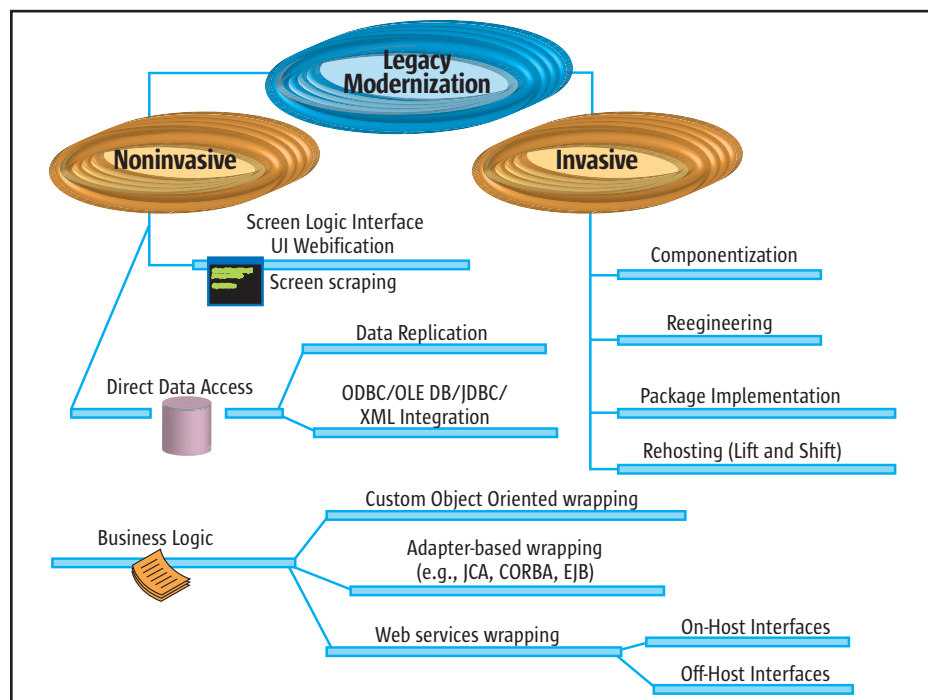 Legacy
Modernization
Noninvasive
Invasive
Screen Logic Interface
UI Webification
Screen scraping
Data Replication
Direct Data Access
ODBC/OLE DB/JDBC/
XML Integration
Componentization
Reegineering
Package Implementation
Rehosting (Lift and Shift)
Custom Object Oriented wrapping
Business Logic
Adapter-based wrapping
(e.g., JCA, CORBA, EJB)
Web services wrapping
On-Host Interfaces
Off-Host Interfaces